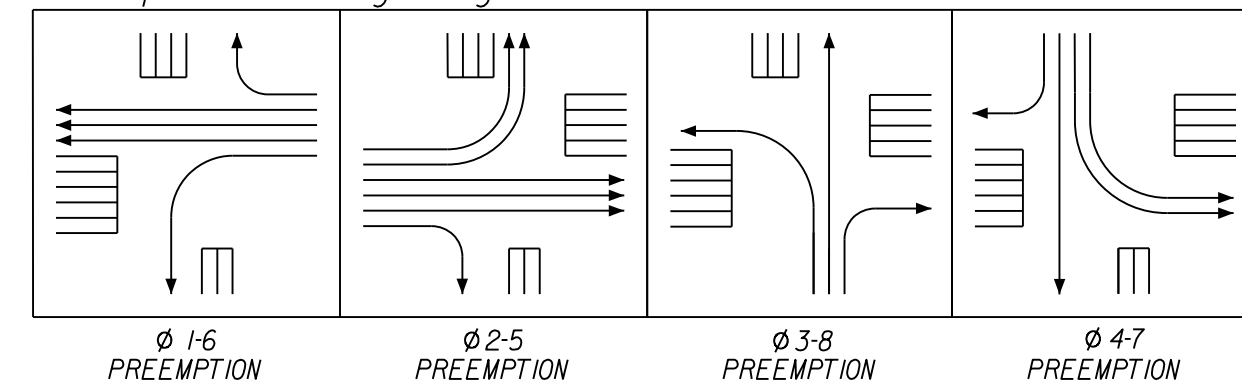 Ø 1-6
PREEMPTION
Ø 2-5
PREEMPTION
Ø 3-8
PREEMPTION
Ø 4-7
PREEMPTION